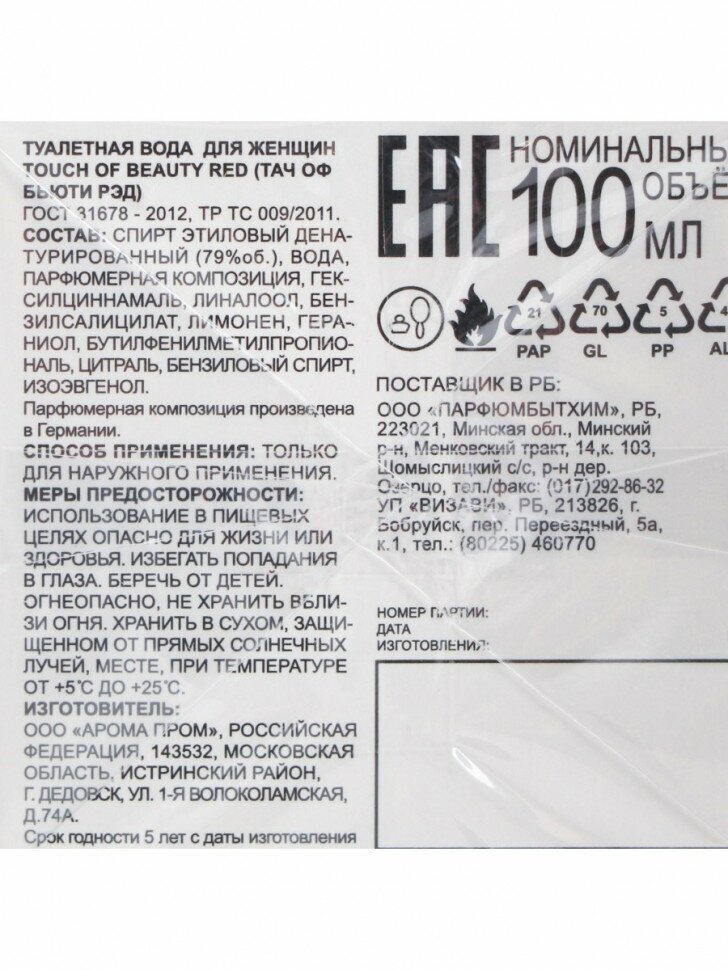 ТУАЛЕТНАЯ ВОДА ДЛЯ ЖЕНЩИН
TOUCH OF BEAUTY RED (ТАЧ ОФ
БЬЮТИ РЭД)
ГОСТ 31678 - 2012, ТР ТС 009/2011.
СОСТАВ: СПИРТ ЭТИЛОВЫЙ ДЕНА-
ТУРИРОВАННЫЙ (79%об.), ВОДА,
ПАРФЮМЕРНАЯ КОМПОЗИЦИЯ, ГЕК-
СИЛЦИННАМАЛЬ, ЛИНАЛООЛ, БЕН-
ЗИЛСАЛИЦИЛАТ, ЛИМОНЕН, ГЕРА-
НИОЛ, БУТИЛФЕНИЛМЕТИЛПРОПИО-
НАЛЬ, ЦИТРАЛЬ, БЕНЗИЛОВЫЙ СПИРТ,
ИЗОЭВГЕНОЛ.
Парфюмерная композиция произведена
в Германии.
СПОСОБ ПРИМЕНЕНИЯ: ТОЛЬКО
ДЛЯ НАРУЖНОГО ПРИМЕНЕНИЯ.
МЕРЫ ПРЕДОСТОРОЖНОСТИ:
ИСПОЛЬЗОВАНИЕ В ПИЩЕВЫХ
ЦЕЛЯХ ОПАСНО ДЛЯ ЖИЗНИ ИЛИ
ЗДОРОВЬЯ. ИЗБЕГАТЬ ПОПАДАНИЯ
В ГЛАЗА. БЕРЕЧЬ ОТ ДЕТЕЙ.
ОГНЕОПАСНО, НЕ ХРАНИТЬ ВБЛИ-
ЗИ ОГНЯ. ХРАНИТЬ В СУХОМ, ЗАЩИ-
ЩЕННОМ ОТ ПРЯМЫХ СОЛНЕЧНЫХ
ЛУЧЕЙ, МЕСТЕ, ПРИ ТЕМПЕРАТУРЕ
ОТ +5°С ДО +25°С.
ИЗГОТОВИТЕЛЬ:
ООО «АРОМА ПРОМ», РОССИЙСКАЯ
ФЕДЕРАЦИЯ, 143532, МОСКОВСКАЯ
ОБЛАСТЬ, ИСТРИНСКИЙ РАЙОН,
Г. ДЕДОВСК, УЛ. 1-Я ВОЛОКОЛАМСКАЯ,
Д.74А.
Срок годности 5 лет с даты изготовления
ЕАС
НОМИНАЛЬНЫ
ОБЪЁ
100 МЛ
21 70 5 4
PAP GL PP AL
ПОСТАВЩИК В РБ:
ООО «ПАРФЮМБЫТХИМ», РБ,
223021, Минская обл., Минский
р-н, Менковский тракт, 14,к. 103,
Щомыслицкий с/с, р-н дер.
Озерцо, тел./факс: (017)292-86-32
УП «ВИЗАВИ», РБ, 213826, г.
Бобруйск, пер. Переездный, 5а,
к.1, тел.: (80225) 460770
НОМЕР ПАРТИИ:
ДАТА
ИЗГОТОВЛЕНИЯ: